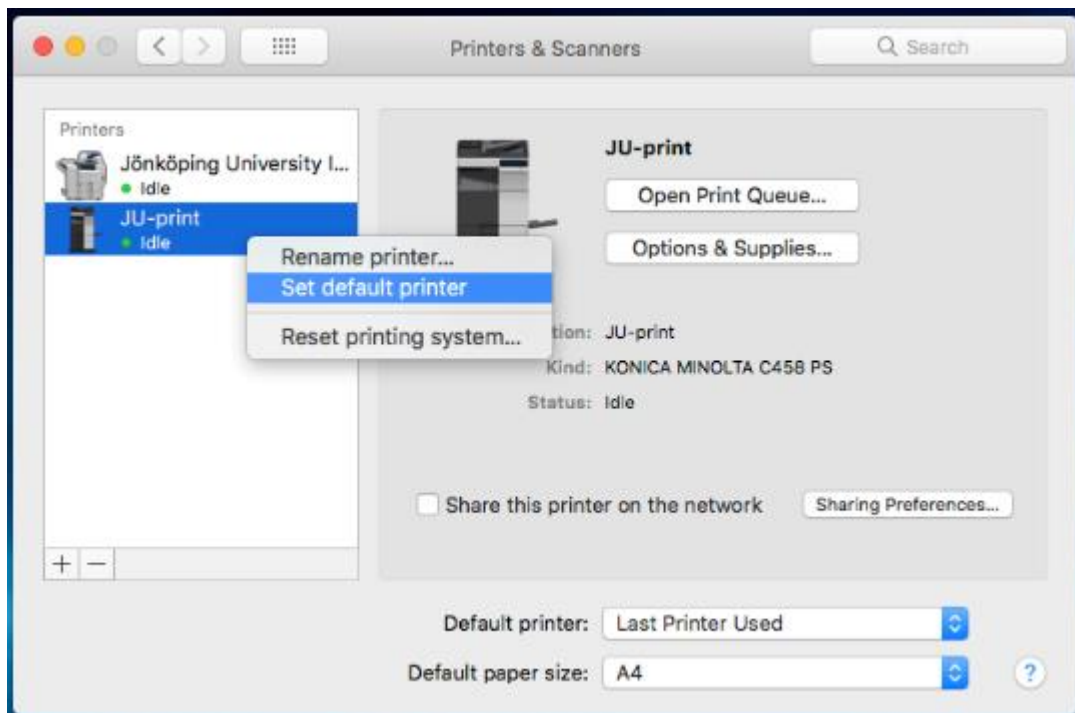 Printers & Scanners
Search
Printers
Jönköping University I...
Idle
JU-print
Idle
Rename printer...
Set default printer
Reset printing system...
JU-print
Open Print Queue...
Options & Supplies...
tion: JU-print
Kind: KONICA MINOLTA C458 PS
Status: Idle
Share this printer on the network
Sharing Preferences...
+ −
Default printer: Last Printer Used
Default paper size: A4
?